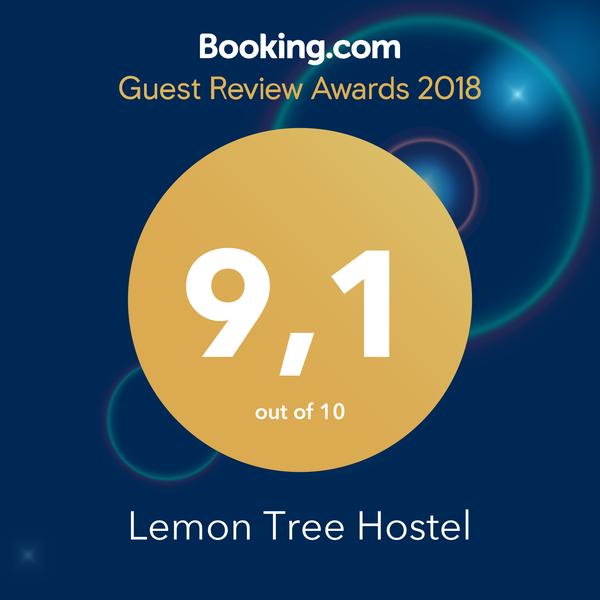 Booking.com
Guest Review Awards 2018
9,1
out of 10
Lemon Tree Hostel